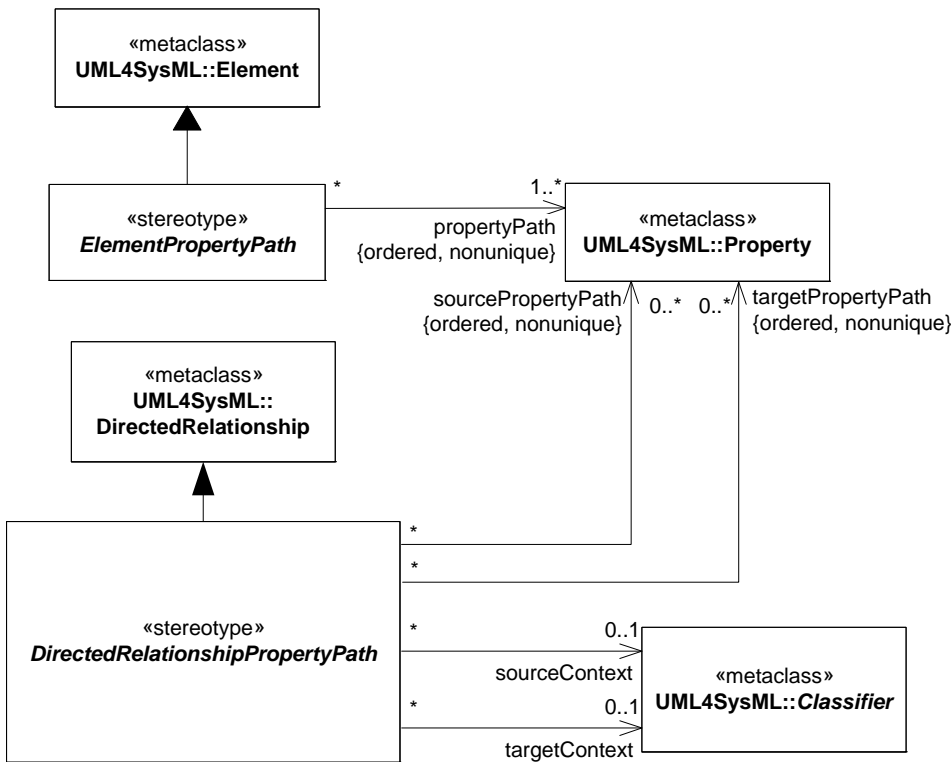 «metaclass»
UML4SysML::Element
«stereotype»
ElementPropertyPath
*
1..*
propertyPath
{ordered, nonunique}
«metaclass»
UML4SysML::Property
sourcePropertyPath
{ordered, nonunique}
0..*
0..*
targetPropertyPath
{ordered, nonunique}
«metaclass»
UML4SysML::
DirectedRelationship
«stereotype»
DirectedRelationshipPropertyPath
*
*
*
0..1
sourceContext
*
0..1
targetContext
«metaclass»
UML4SysML::Classifier